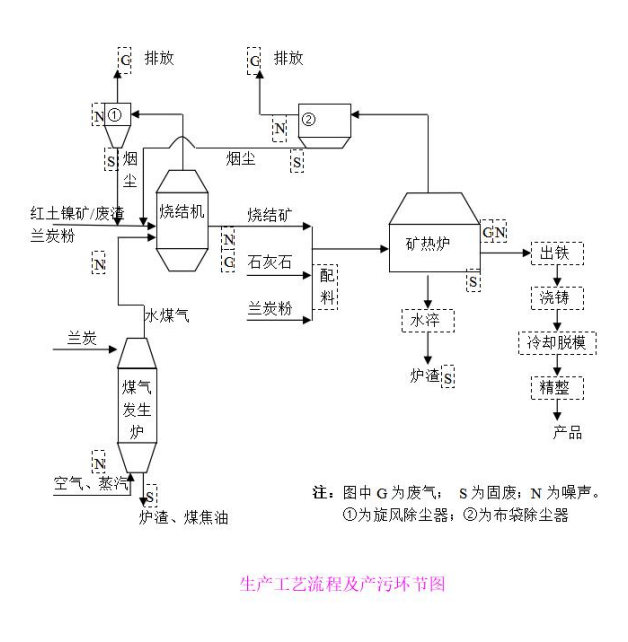 G 排放
G 排放
N ①
N ②
S 烟尘
烟尘 S
红土镍矿/废渣
兰炭粉
烧结机
烧结矿
N
G
N
石灰石
配料
兰炭粉
矿热炉
GN
S
出铁
浇铸
冷却脱模
精整
产品
水淬
炉渣 S
水煤气
兰炭
煤气
发生
炉
N
空气、蒸汽
S
炉渣、煤焦油
注：图中 G 为废气； S 为固废；N 为噪声。
①为旋风除尘器；②为布袋除尘器
生产工艺流程及产污环节图